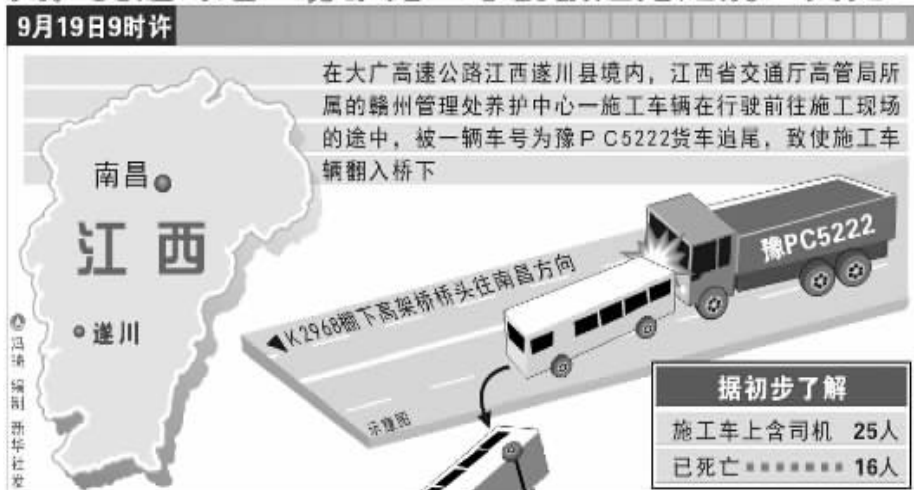 9月19日9时许
在大广高速公路江西遂川县境内，江西省交通厅高管局所
属的赣州管理处养护中心一施工车辆在行驶前往施工现场
的途中，被一辆车号为豫PC5222货车追尾，致使施工车
辆翻入桥下
南昌
江西
遂川
豫PC5222
K2968翻下高架桥桥头往南昌方向
示意图
据初步了解
施工车上含司机 25人
已死亡 16人
冯琦 编制 新华社发